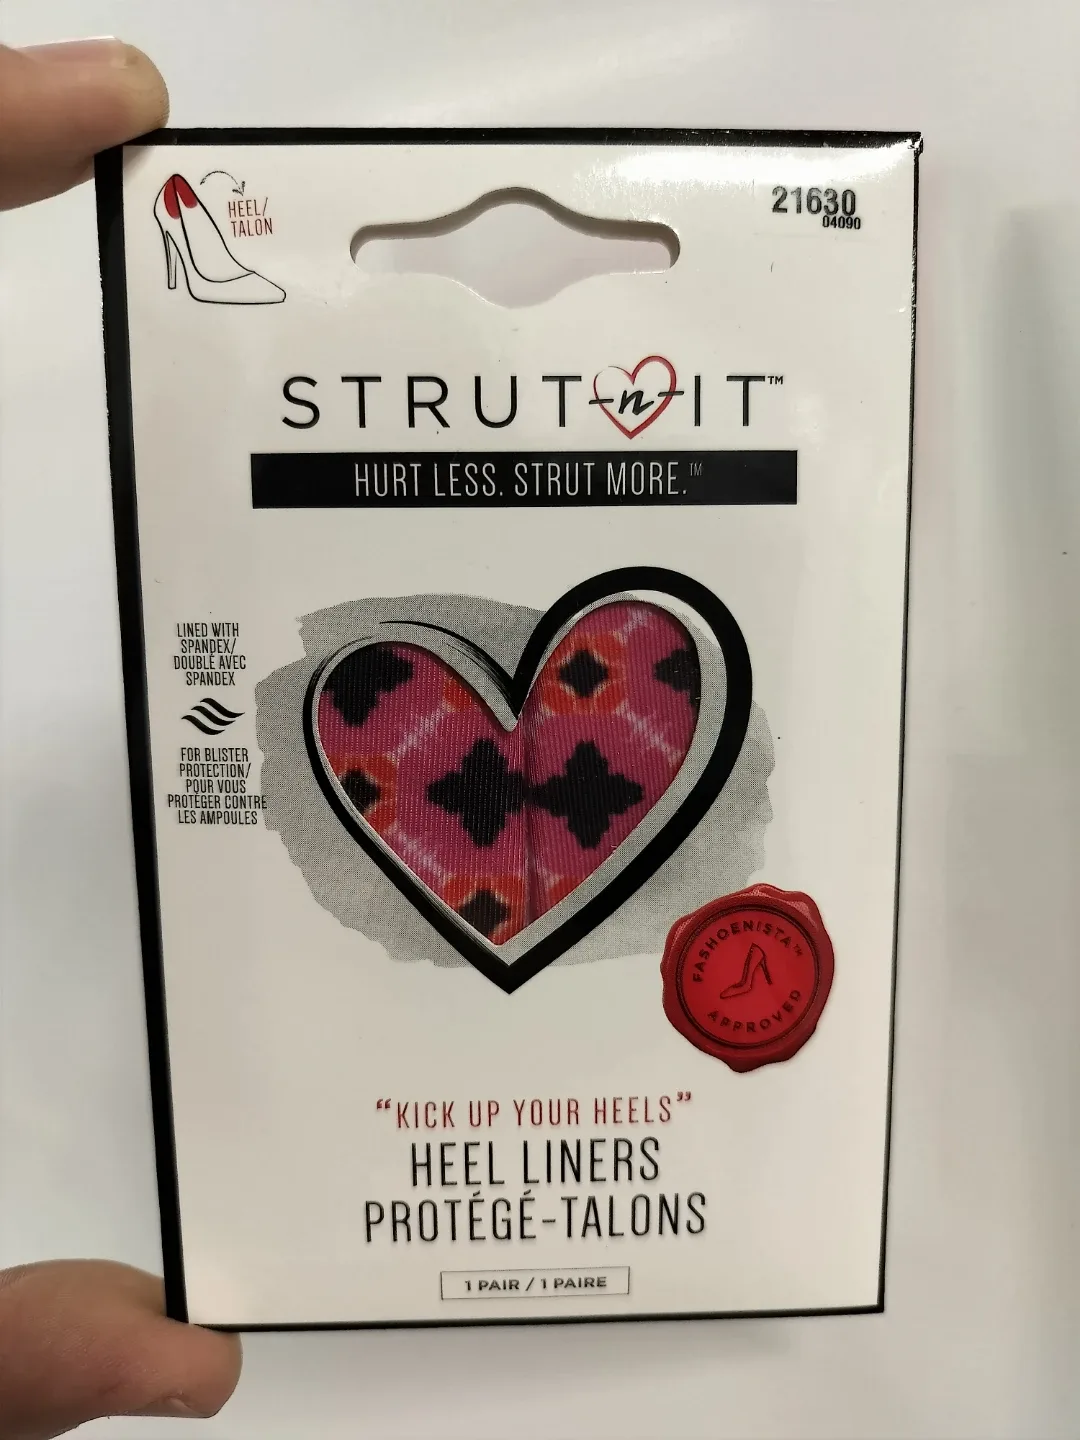 HEEL/
TALON
21630
04090
STRUT-n-IT™
HURT LESS. STRUT MORE.™
LINED WITH
SPANDEX/
DOUBLÉ AVEC
SPANDEX
FOR BLISTER
PROTECTION/
POUR VOUS
PROTÉGER CONTRE
LES AMPOULES
FASHOENISTA™
APPROVED
“KICK UP YOUR HEELS”
HEEL LINERS
PROTÉGÉ-TALONS
1 PAIR / 1 PAIRE